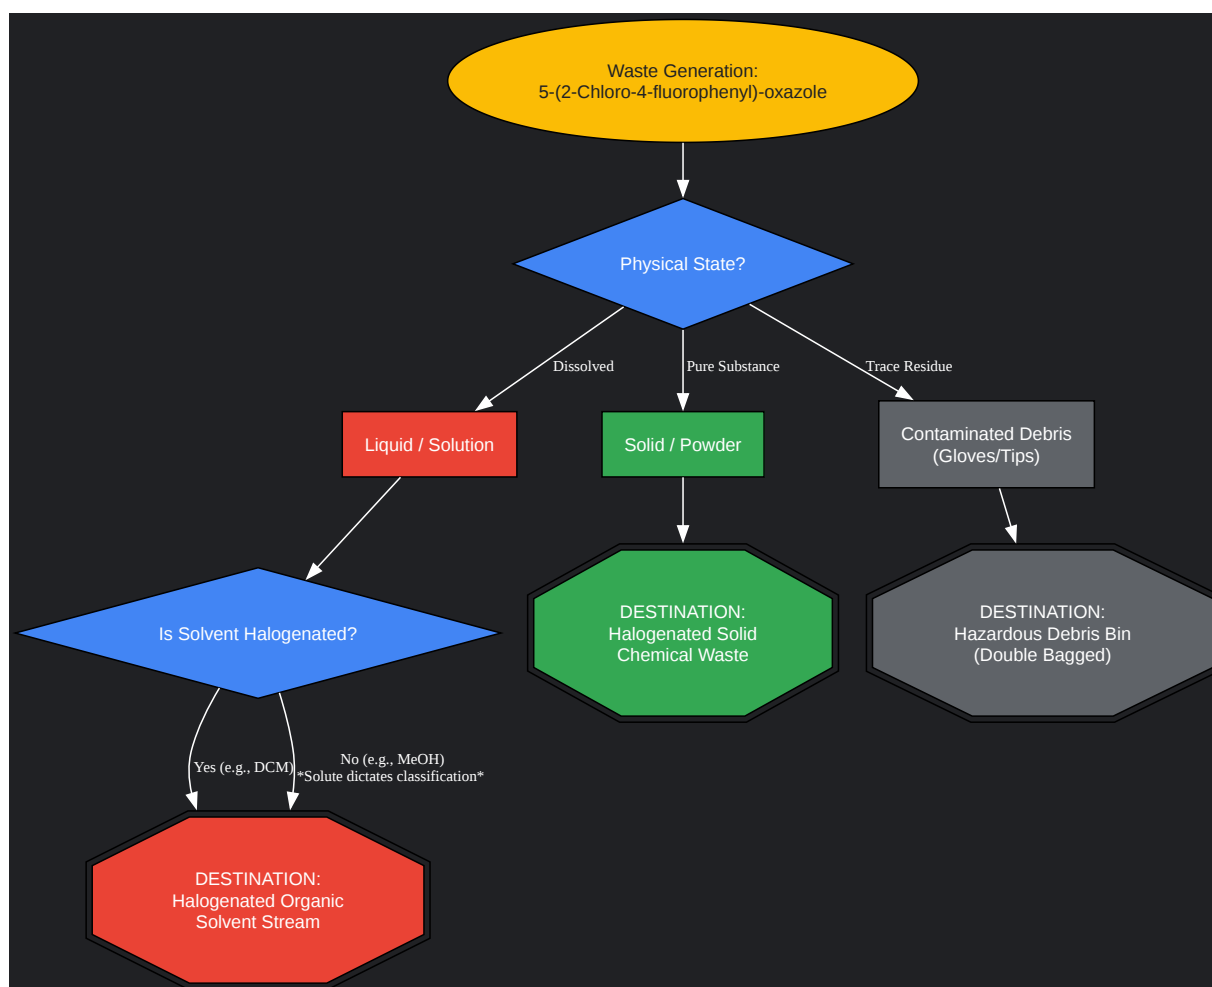 Waste Generation:
5-(2-Chloro-4-fluorophenyl)-oxazole
Physical State?
Dissolved
Pure Substance
Trace Residue
Liquid / Solution
Solid / Powder
Contaminated Debris
(Gloves/Tips)
Is Solvent Halogenated?
DESTINATION:
Halogenated Solid
Chemical Waste
DESTINATION:
Hazardous Debris Bin
(Double Bagged)
Yes (e.g., DCM)
No (e.g., MeOH)
*Solute dictates classification*
DESTINATION:
Halogenated Organic
Solvent Stream